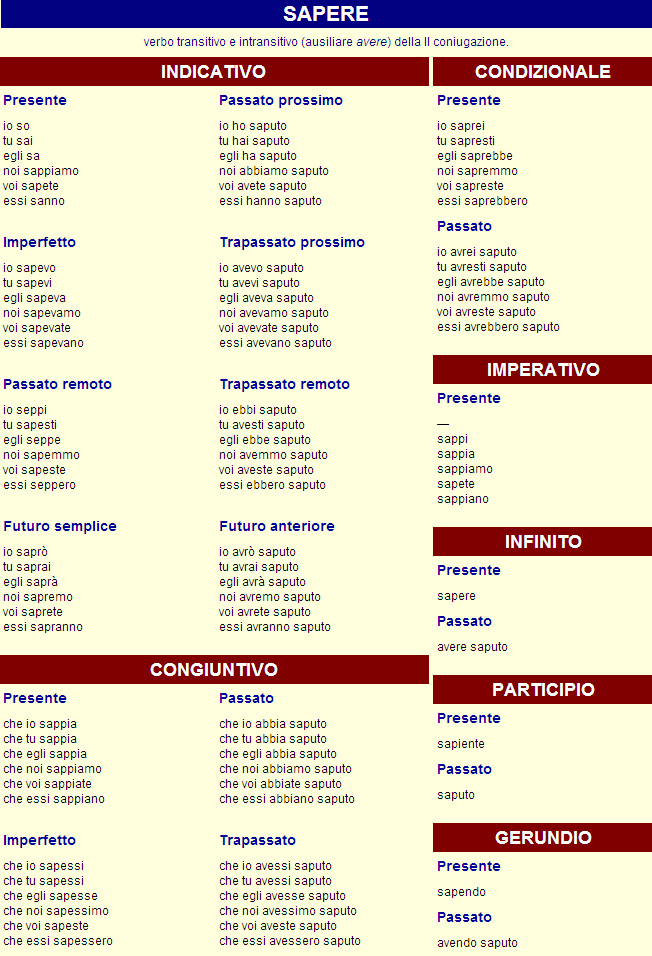 SAPERE
verbo transitivo e intransitivo (ausiliare avere) della II coniugazione.
INDICATIVO
Presente
io so
tu sai
egli sa
noi sappiamo
voi sapete
essi sanno
Passato prossimo
io ho saputo
tu hai saputo
egli ha saputo
noi abbiamo saputo
voi avete saputo
essi hanno saputo
Imperfetto
io sapevo
tu sapevi
egli sapeva
noi sapevamo
voi sapevate
essi sapevano
Trapassato prossimo
io avevo saputo
tu avevi saputo
egli aveva saputo
noi avevamo saputo
voi avevate saputo
essi avevano saputo
Passato remoto
io seppi
tu sapesti
egli seppe
noi sapemmo
voi sapeste
essi seppero
Trapassato remoto
io ebbi saputo
tu avesti saputo
egli ebbe saputo
noi avemmo saputo
voi aveste saputo
essi ebbero saputo
Futuro semplice
io saprò
tu saprai
egli saprà
noi sapremo
voi saprete
essi sapranno
Futuro anteriore
io avrò saputo
tu avrai saputo
egli avrà saputo
noi avremo saputo
voi avrete saputo
essi avranno saputo
CONGIUNTIVO
Presente
che io sappia
che tu sappia
che egli sappia
che noi sappiamo
che voi sappiate
che essi sappiano
Passato
che io abbia saputo
che tu abbia saputo
che egli abbia saputo
che noi abbiamo saputo
che voi abbiate saputo
che essi abbiano saputo
Imperfetto
che io sapessi
che tu sapessi
che egli sapesse
che noi sapessimo
che voi sapeste
che essi sapessero
Trapassato
che io avessi saputo
che tu avessi saputo
che egli avesse saputo
che noi avessimo saputo
che voi aveste saputo
che essi avessero saputo
CONDIZIONALE
Presente
io saprei
tu sapresti
egli saprebbe
noi sapremmo
voi sapreste
essi saprebbero
Passato
io avrei saputo
tu avresti saputo
egli avrebbe saputo
noi avremmo saputo
voi avreste saputo
essi avrebbero saputo
IMPERATIVO
Presente
—
sappi
sappia
sappiamo
sapete
sappiano
INFINITO
Presente
sapere
Passato
avere saputo
PARTICIPIO
Presente
sapiente
Passato
saputo
GERUNDIO
Presente
sapendo
Passato
avendo saputo